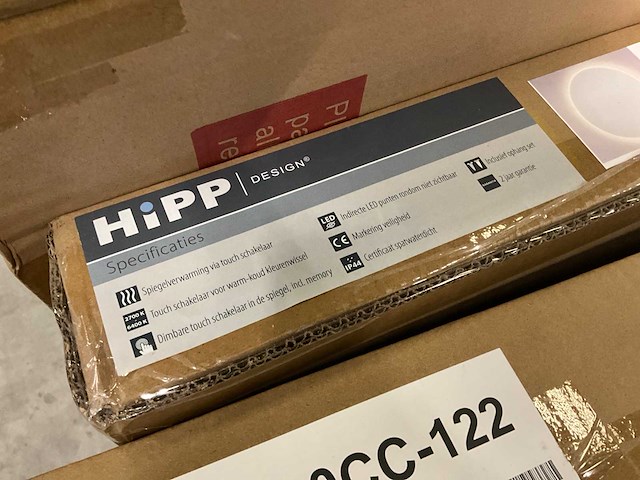 HiPP | DESIGN®
Specificaties
Spiegelverwarming via touch schakelaar
2700 K
6400 K
Touch schakelaar voor warm-koud kleurenwissel
Dimbare touch schakelaar in de spiegel, incl. memory
LED
Indirecte LED punten rondom niet zichtbaar
CE
Markering veiligheid
IP44
Certificaat spatwaterdicht
Inclusief ophang set
2 jaar garantie
CC-122